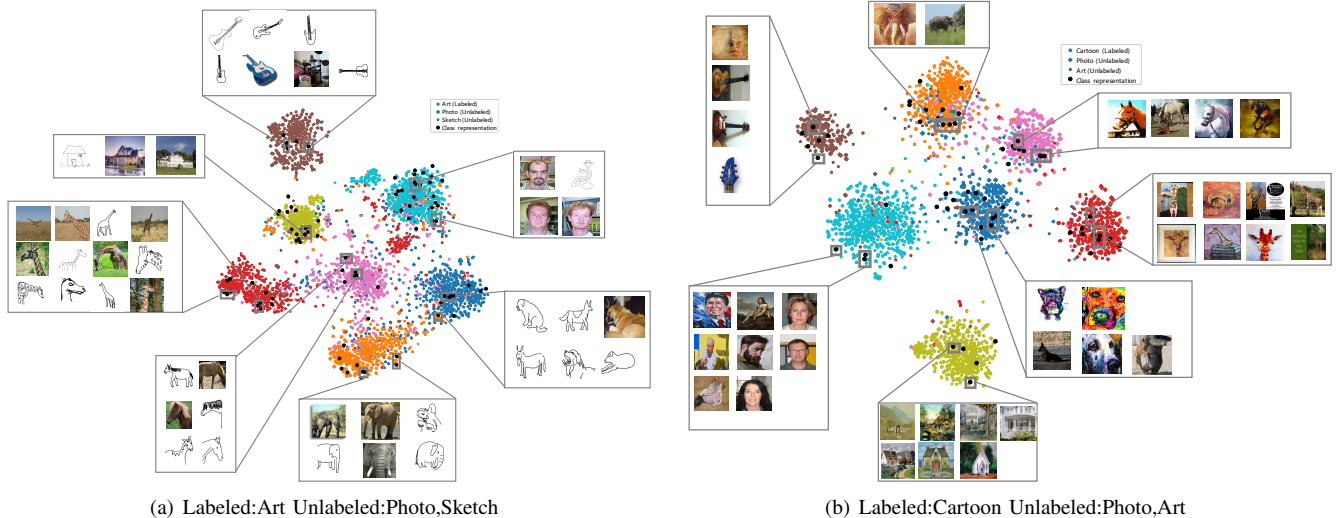 Art (Labeled)
Photo (Unlabeled)
Sketch (Unlabeled)
Class representation
Cartoon (Labeled)
Photo (Unlabeled)
Art (Unlabeled)
Class representation
(a) Labeled:Art Unlabeled:Photo,Sketch
(b) Labeled:Cartoon Unlabeled:Photo,Art